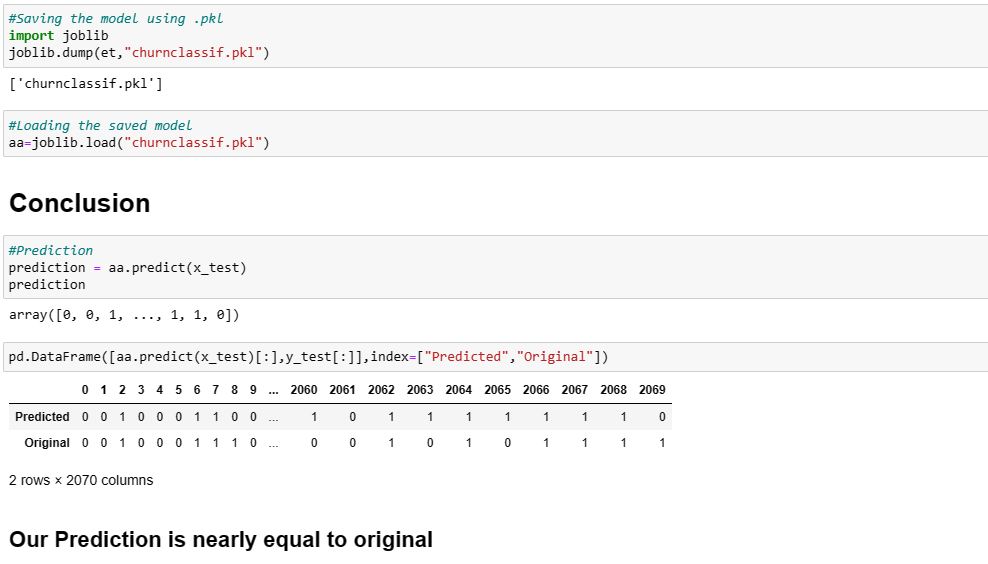 #Saving the model using .pkl
import joblib
joblib.dump(et,"churnclassif.pkl")
['churnclassif.pkl']
#Loading the saved model
aa=joblib.load("churnclassif.pkl")
Conclusion
#Prediction
prediction = aa.predict(x_test)
prediction
array([0, 0, 1, ..., 1, 1, 0])
pd.DataFrame([aa.predict(x_test)[:],y_test[:]],index=["Predicted","Original"])
0 1 2 3 4 5 6 7 8 9 ... 2060 2061 2062 2063 2064 2065 2066 2067 2068 2069
Predicted 0 0 1 0 0 0 1 1 0 0 ... 1 0 1 1 1 1 1 1 1 0
Original 0 0 1 0 0 0 1 1 1 0 ... 0 0 1 0 1 0 1 1 1 1
2 rows × 2070 columns
Our Prediction is nearly equal to original